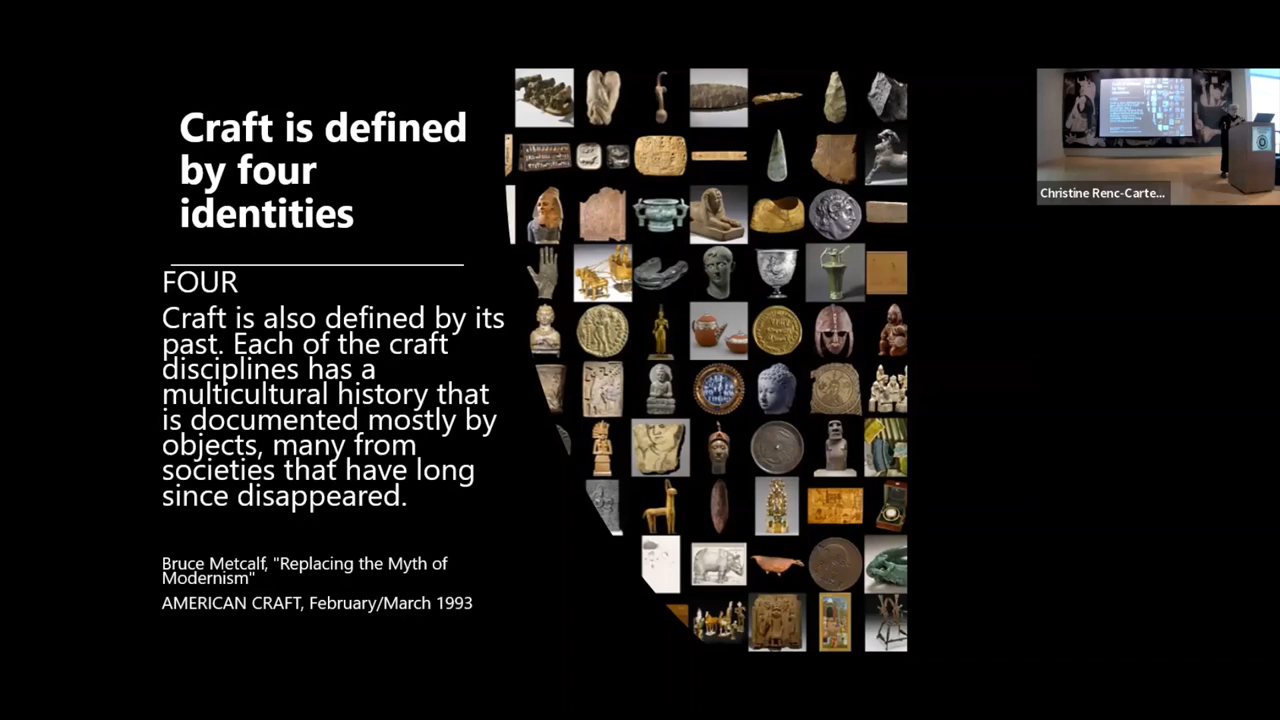 Craft is defined
by four
identities
FOUR
Craft is also defined by its
past. Each of the craft
disciplines has a
multicultural history that
is documented mostly by
objects, many from
societies that have long
since disappeared.
Bruce Metcalf, "Replacing the Myth of
Modernism"
AMERICAN CRAFT, February/March 1993
Christine Renc-Carte...